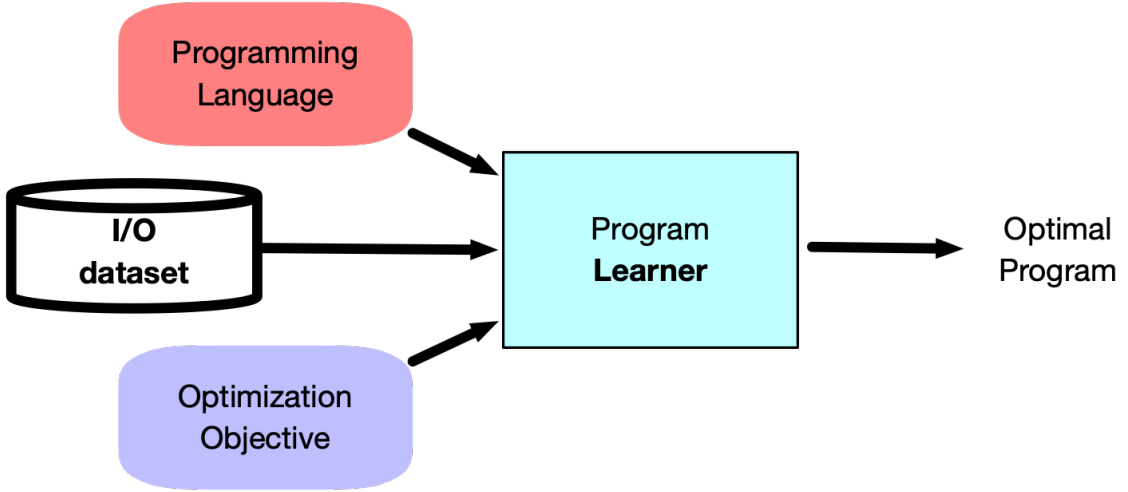 Programming
Language
I/O
dataset
Program
Learner
Optimal
Program
Optimization
Objective